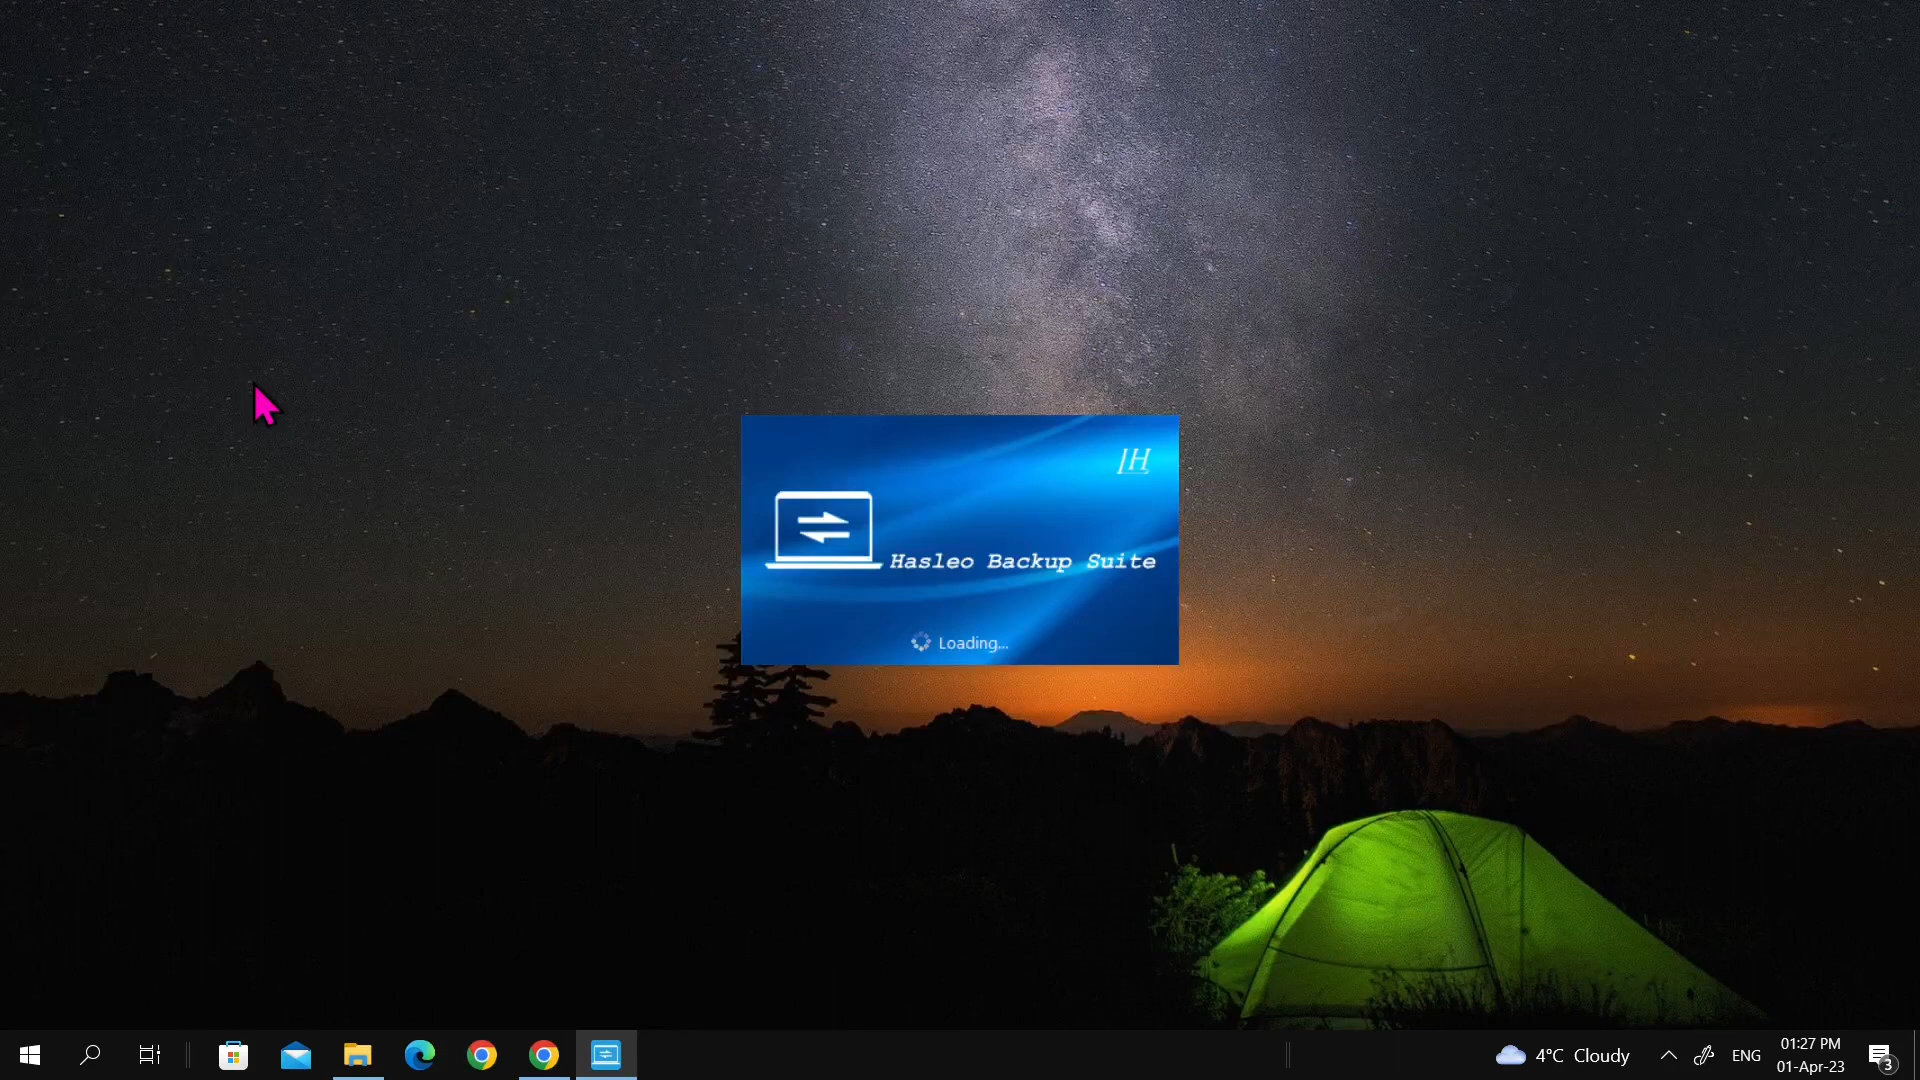 IH
Hasleo Backup Suite
Loading...
4°C Cloudy
ENG
01:27 PM
01-Apr-23
3